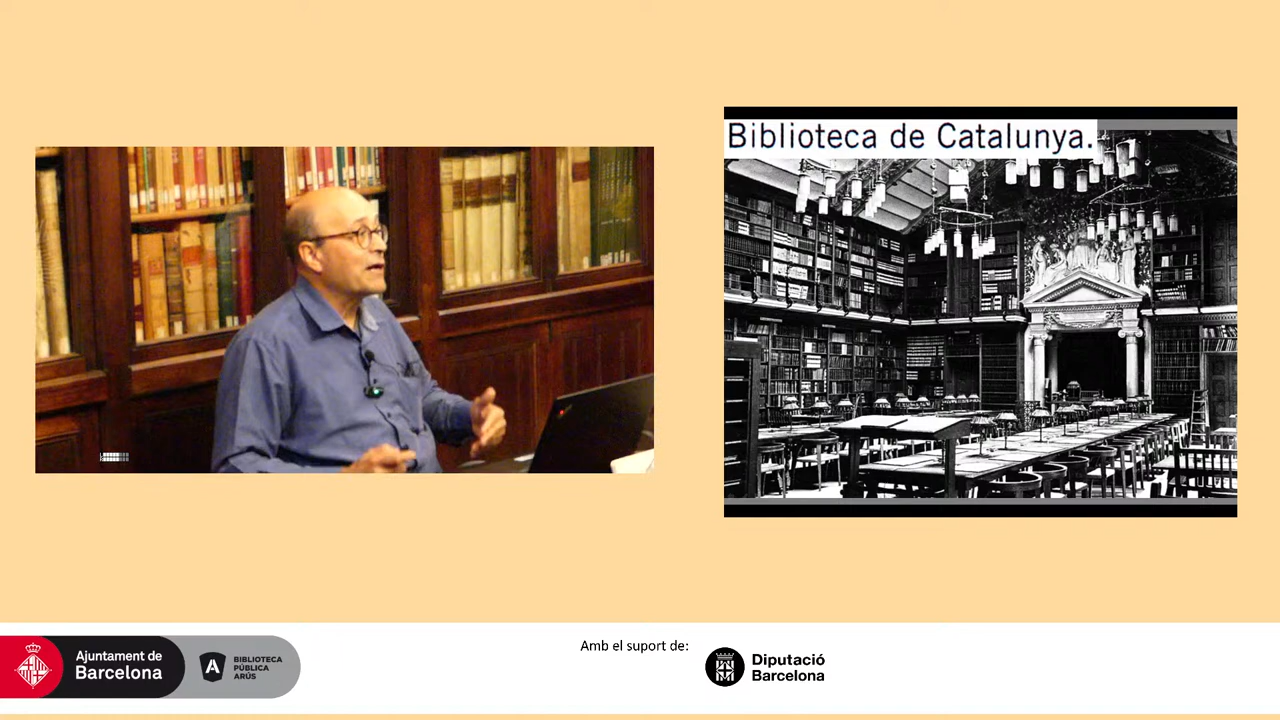 Biblioteca de Catalunya.
Amb el suport de:
Ajuntament de
Barcelona
A
BIBLIOTECA
PÚBLICA
ARÚS
Diputació
Barcelona